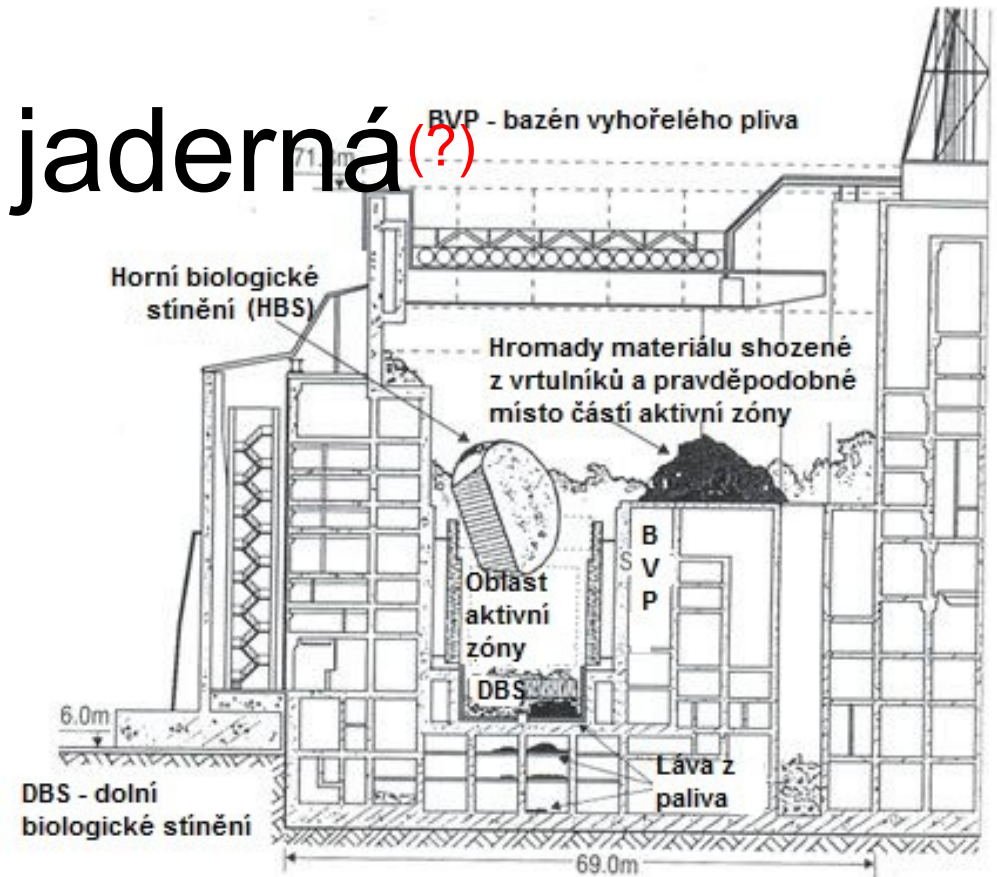 BVP - bazén vyhořelého pliva
jaderná(?)
Horní biologické
stínění (HBS)
Hromady materiálu shozené
z vrtulníků a pravděpodobné
místo částí aktivní zóny
B
V
P
S
Oblast
aktivní
zóny
DBS
6.0m
Láva z
paliva
DBS - dolní
biologické stínění
69.0m